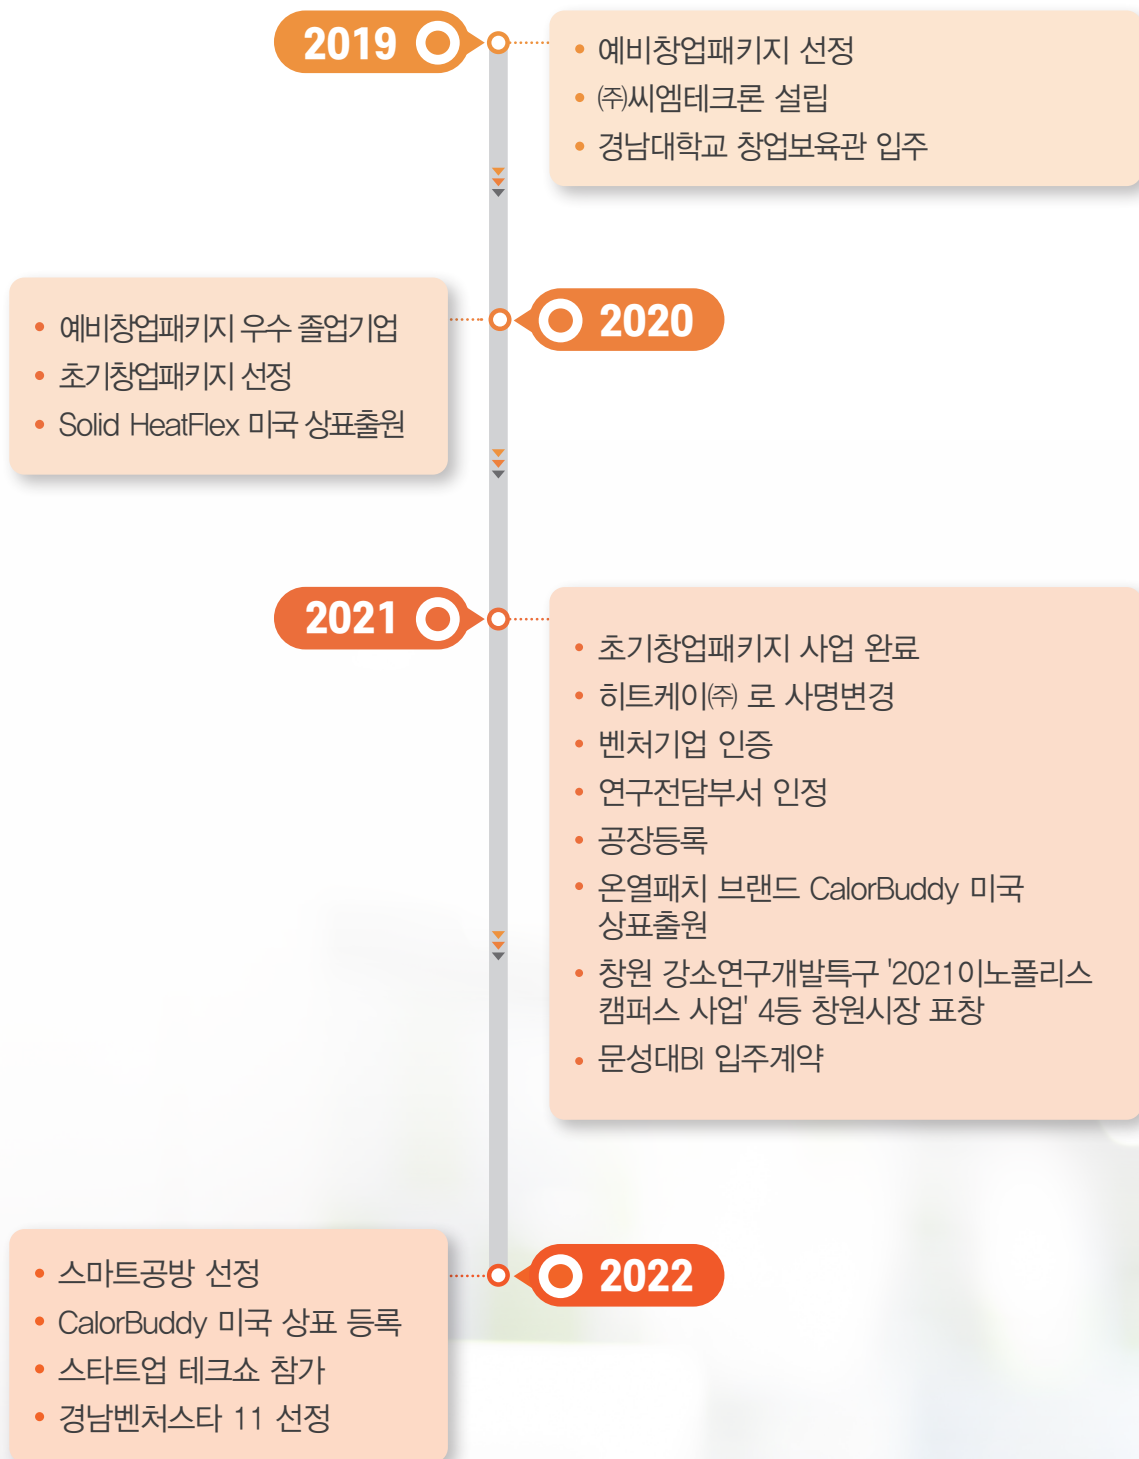 2019
• 예비창업패키지 선정
• ㈜씨엠테크론 설립
• 경남대학교 창업보육관 입주
2020
• 예비창업패키지 우수 졸업기업
• 초기창업패키지 선정
• Solid HeatFlex 미국 상표출원
2021
• 초기창업패키지 사업 완료
• 히트케이㈜ 로 사명변경
• 벤처기업 인증
• 연구전담부서 인정
• 공장등록
• 온열패치 브랜드 CalorBuddy 미국
상표출원
• 창원 강소연구개발특구 '2021이노폴리스
캠퍼스 사업' 4등 창원시장 표창
• 문성대BI 입주계약
2022
• 스마트공방 선정
• CalorBuddy 미국 상표 등록
• 스타트업 테크쇼 참가
• 경남벤처스타 11 선정